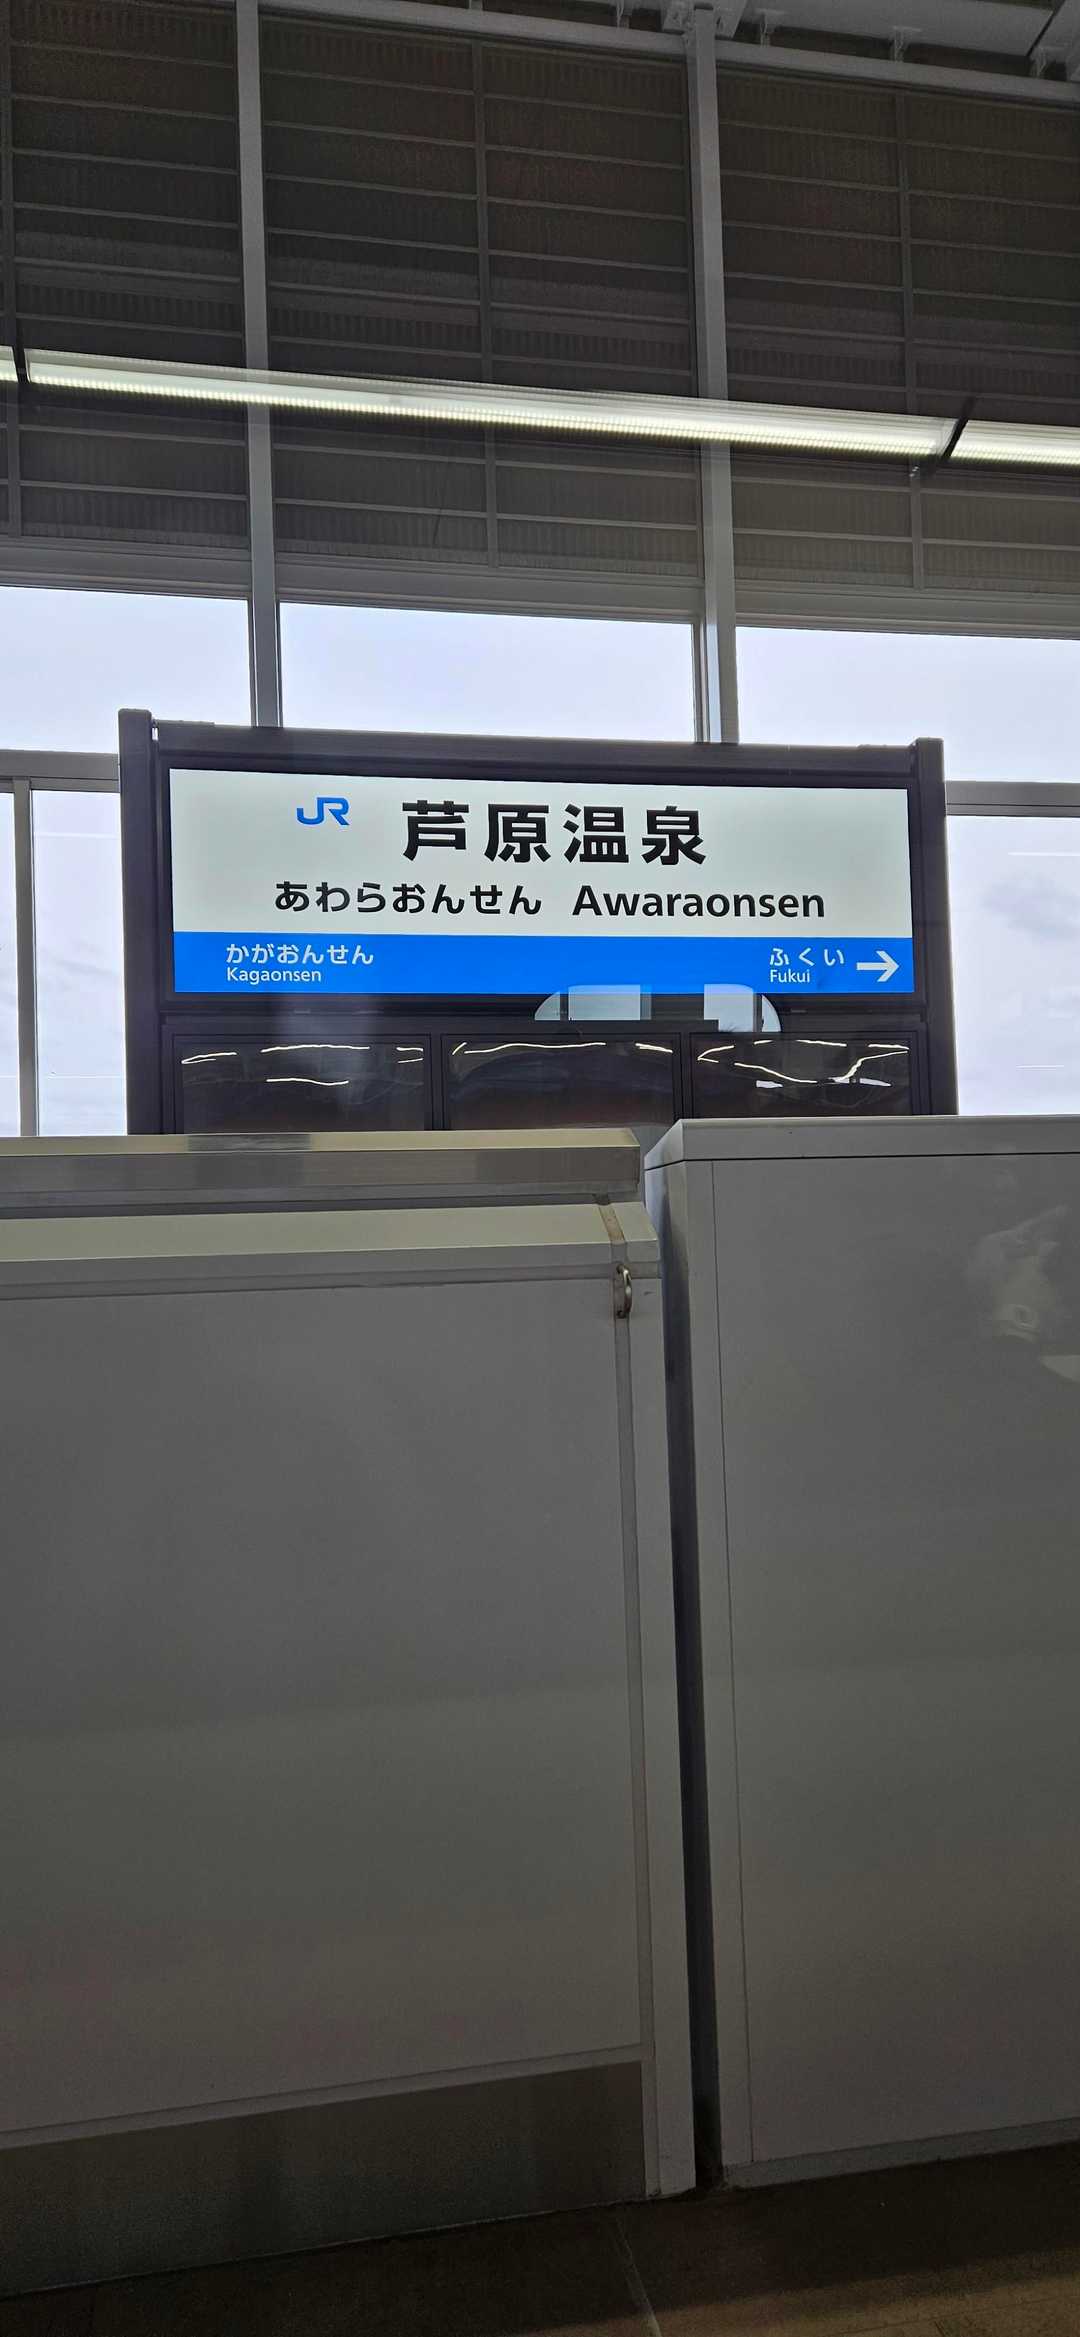 JR 芦原温泉
あわらおんせん Awaraonsen
かがおんせん ふくい →
Kagaonsen Fukui